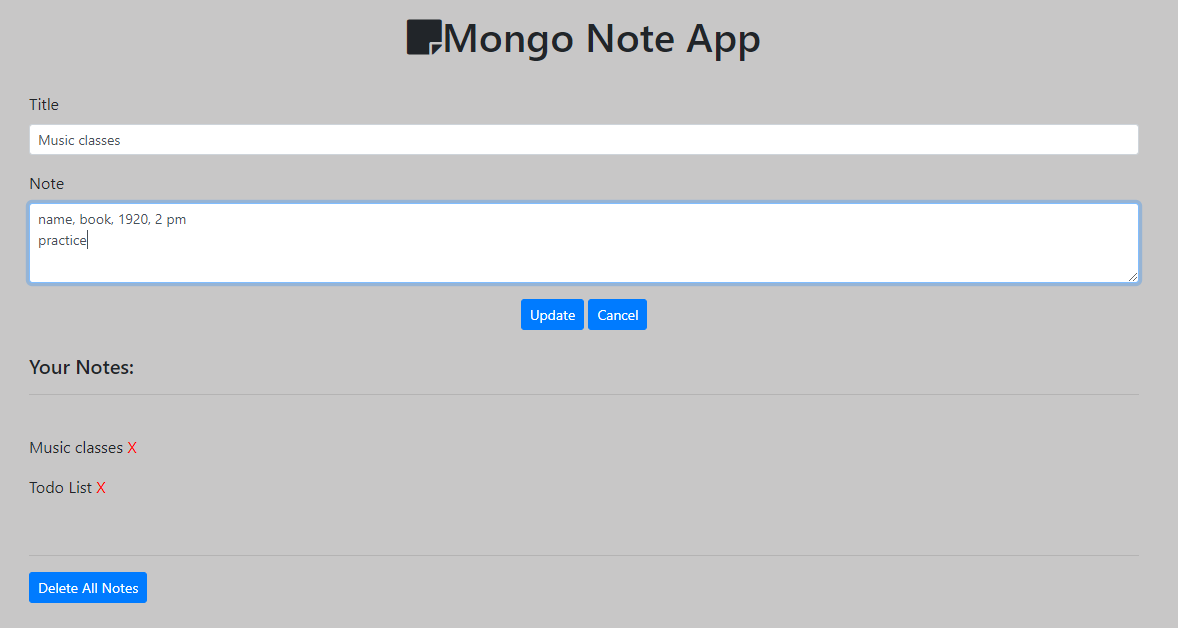 Mongo Note App
Title
Music classes
Note
name, book, 1920, 2 pm
practice
Update Cancel
Your Notes:
Music classes X
Todo List X
Delete All Notes